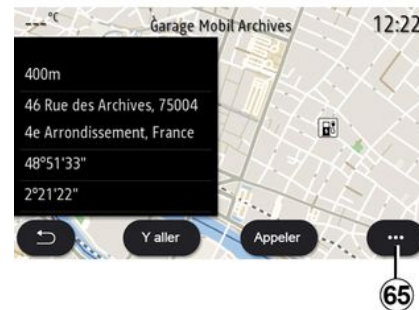 ---°C
Garage Mobil Archives
12:22
400m
46 Rue des Archives, 75004
4e Arrondissement, France
48°51'33"
2°21'22"
Y aller
Appeler
...
65